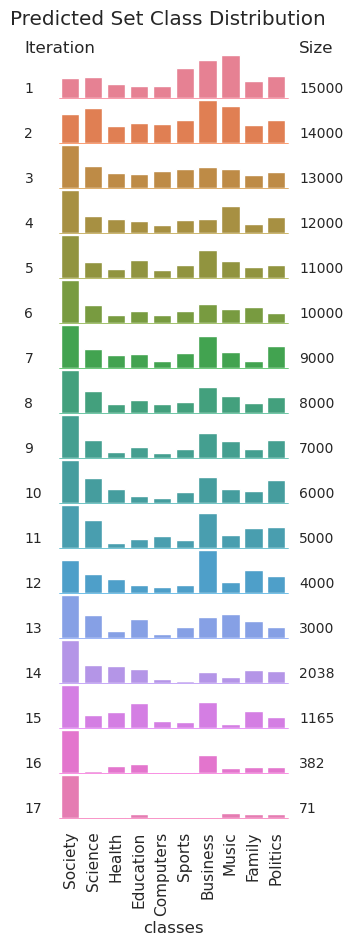 Predicted Set Class Distribution
Iteration Size
1 15000
2 14000
3 13000
4 12000
5 11000
6 10000
7 9000
8 8000
9 7000
10 6000
11 5000
12 4000
13 3000
14 2038
15 1165
16 382
17 71
Society
Science
Health
Education
Computers
Sports
Business
Music
Family
Politics
classes